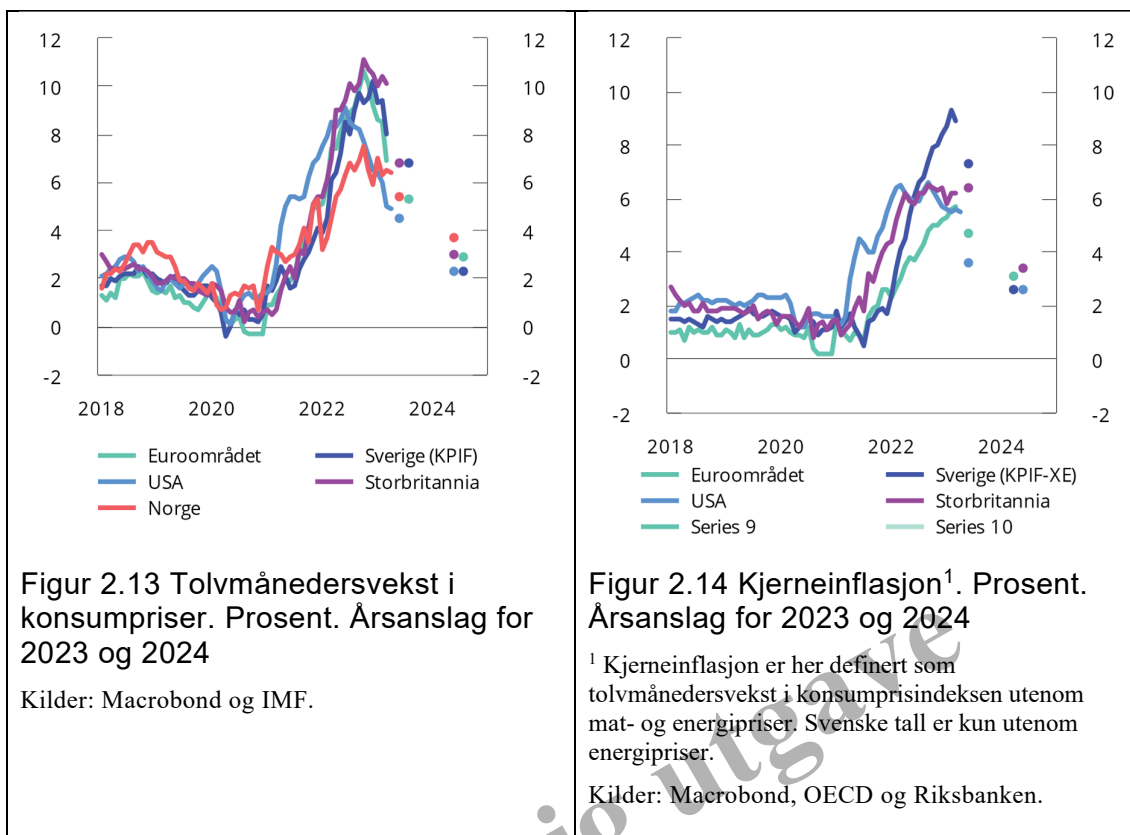 12 12
10 10
8 8
6 6
4 4
2 2
0 0
-2 -2
2018 2020 2022 2024
Euroområdet Sverige (KPIF)
USA Storbritannia
Norge
Figur 2.13 Tolvmånedersvekst i
konsumpriser. Prosent. Årsanslag for
2023 og 2024
Kilder: Macrobond og IMF.
12 12
10 10
8 8
6 6
4 4
2 2
0 0
-2 -2
2018 2020 2022 2024
Euroområdet Sverige (KPIF-XE)
USA Storbritannia
Series 9 Series 10
Figur 2.14 Kjerneinflasjon¹. Prosent.
Årsanslag for 2023 og 2024
¹ Kjerneinflasjon er her definert som
tolvmånedersvekst i konsumprisindeksen utenom
mat- og energipriser. Svenske tall er kun utenom
energipriser.
Kilder: Macrobond, OECD og Riksbanken.
utgave